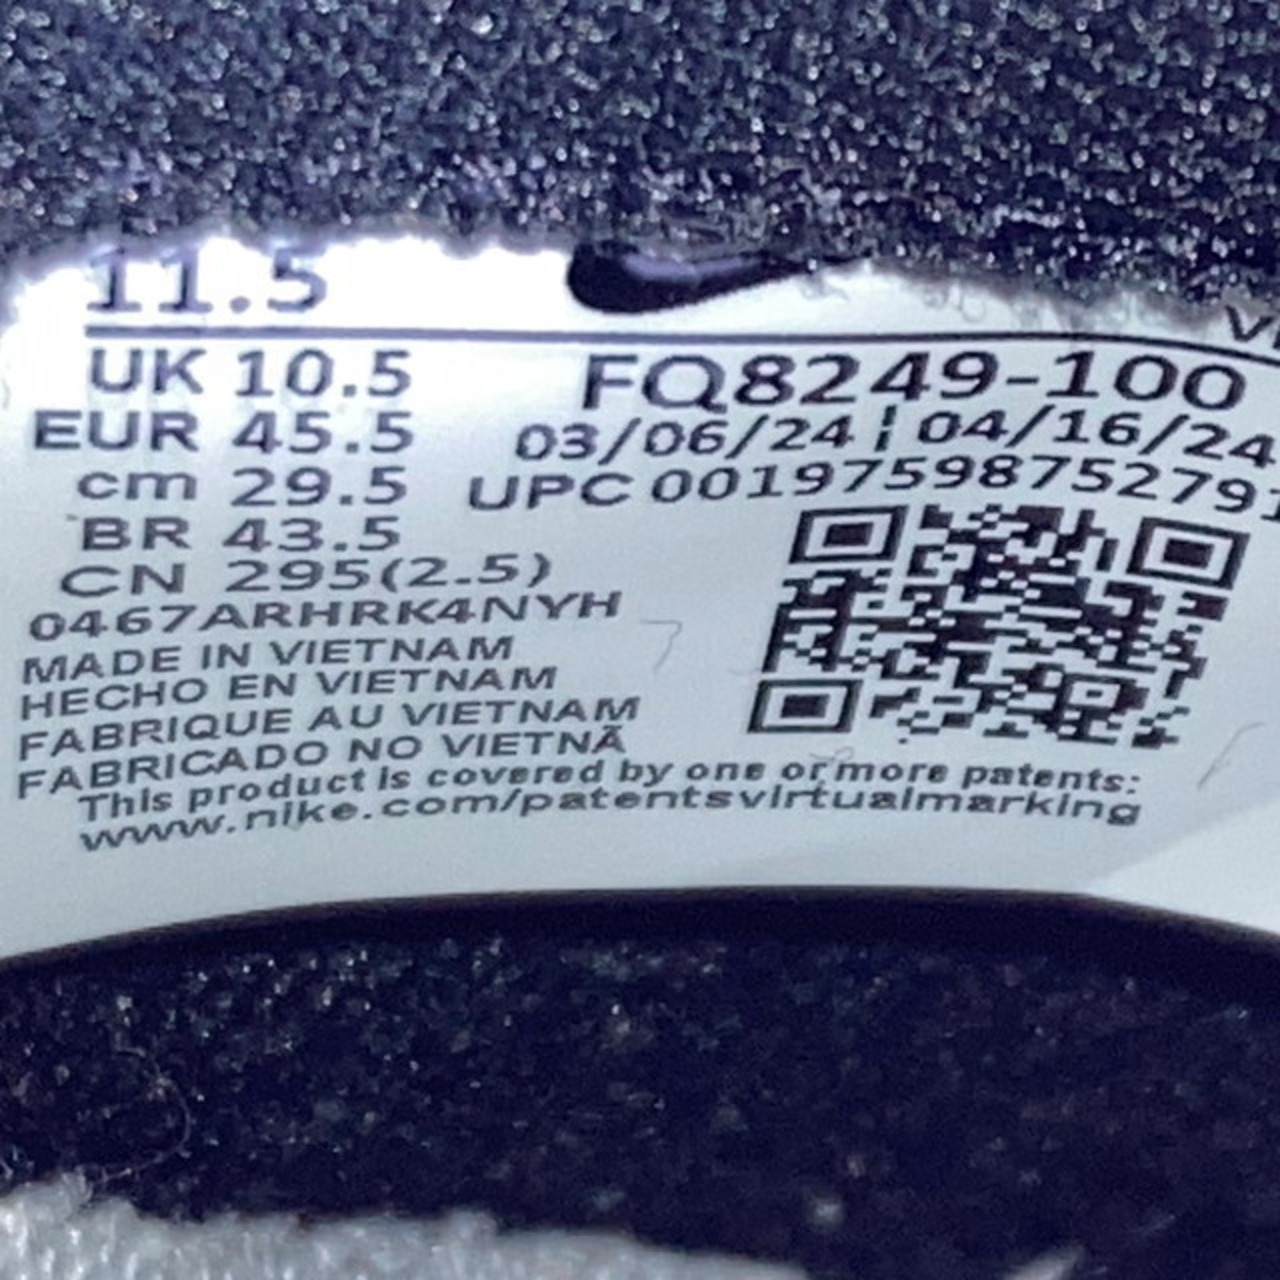 11.5
UK 10.5
EUR 45.5
cm 29.5
BR 43.5
CN 295(2.5)
FQ8249-100
03/06/24 ¦ 04/16/24
UPC 00197598752791
0467ARHRK4NYH
MADE IN VIETNAM
HECHO EN VIETNAM
FABRIQUE AU VIETNAM
FABRICADO NO VIETNÃ
This product is covered by one or more patents:
www.nike.com/patentsvirtualmarking